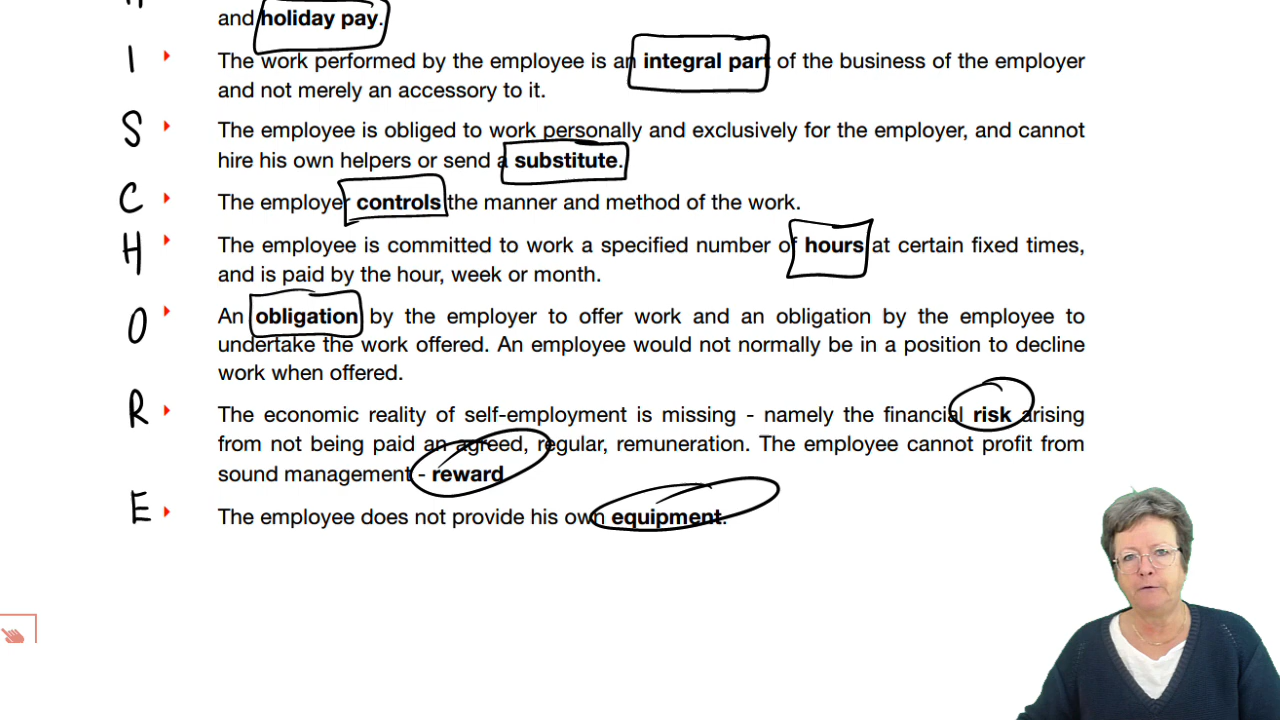 and holiday pay.
I The work performed by the employee is an integral part of the business of the employer
and not merely an accessory to it.
S The employee is obliged to work personally and exclusively for the employer, and cannot
hire his own helpers or send a substitute.
C The employer controls the manner and method of the work.
H The employee is committed to work a specified number of hours at certain fixed times,
and is paid by the hour, week or month.
O An obligation by the employer to offer work and an obligation by the employee to
undertake the work offered. An employee would not normally be in a position to decline
work when offered.
R The economic reality of self-employment is missing - namely the financial risk arising
from not being paid an agreed, regular, remuneration. The employee cannot profit from
sound management - reward
E The employee does not provide his own equipment.